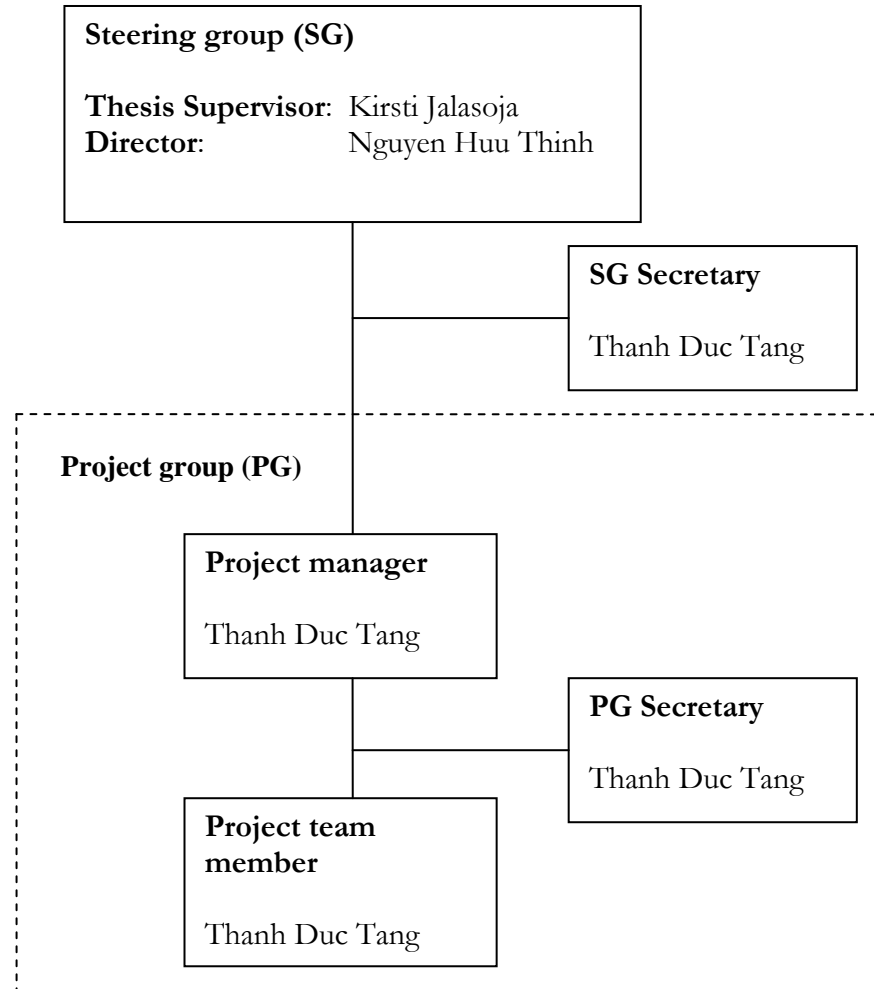 Steering group (SG)
Thesis Supervisor: Kirsti Jalasoja
Director: Nguyen Huu Thinh
SG Secretary
Thanh Duc Tang
Project group (PG)
Project manager
Thanh Duc Tang
PG Secretary
Thanh Duc Tang
Project team
member
Thanh Duc Tang